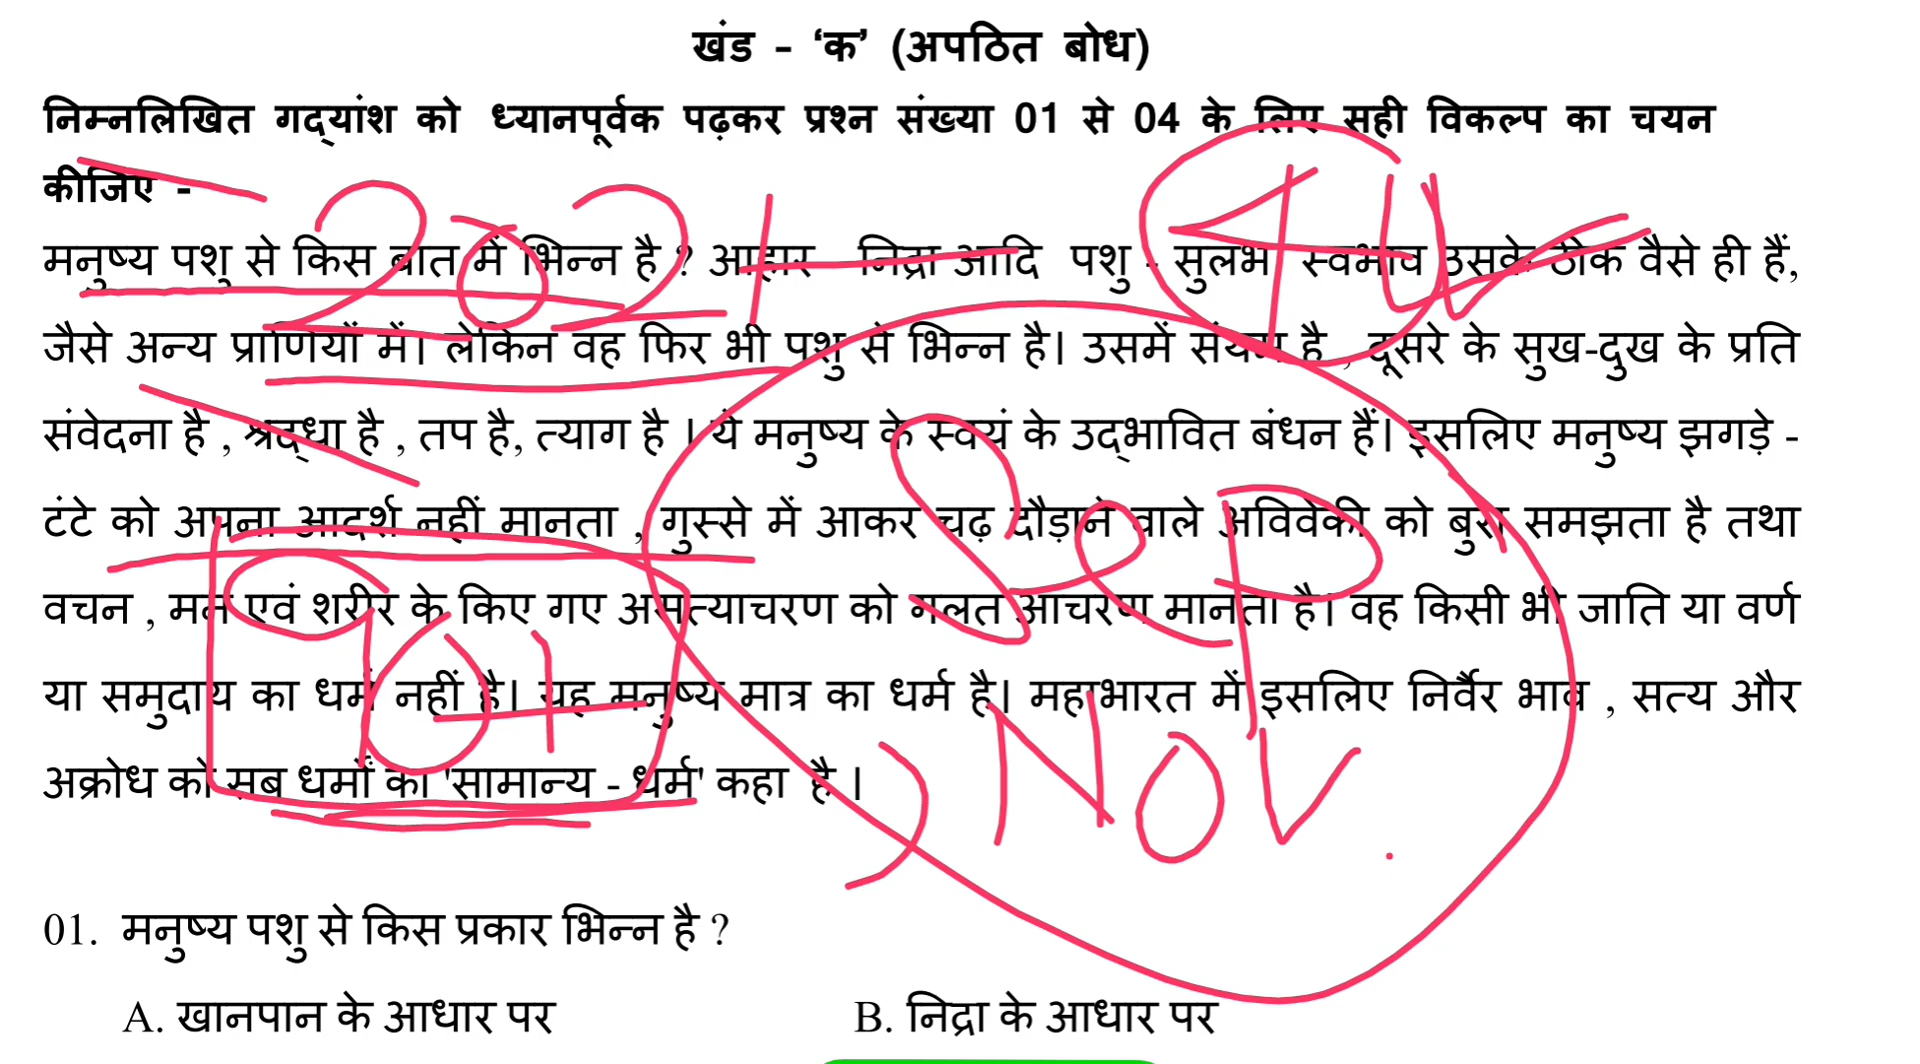 खंड - ‘क’ (अपठित बोध)
निम्नलिखित गद्यांश को ध्यानपूर्वक पढ़कर प्रश्न संख्या 01 से 04 के लिए सही विकल्प का चयन
कीजिए -
2021
मनुष्य पशु से किस बात में भिन्न है ? आहार - निद्रा आदि पशु - सुलभ स्वभाव उसके ठीक वैसे ही हैं,
जैसे अन्य प्राणियों में। लेकिन वह फिर भी पशु से भिन्न है। उसमें संयम है , दूसरे के सुख-दुख के प्रति
संवेदना है , श्रद्धा है , तप है, त्याग है । ये मनुष्य के स्वयं के उद्भावित बंधन हैं। इसलिए मनुष्य झगड़े -
टंटे को अपना आदर्श नहीं मानता , गुस्से में आकर चढ़ दौड़ने वाले अविवेकी को बुरा समझता है तथा
Sep
वचन , मन एवं शरीर के किए गए असत्याचरण को गलत आचरण मानता है। वह किसी भी जाति या वर्ण
90+
या समुदाय का धर्म नहीं है। यह मनुष्य मात्र का धर्म है। महाभारत में इसलिए निर्वैर भाव , सत्य और
अक्रोध को सब धर्मों का 'सामान्य - धर्म' कहा है ।
Nov.
01. मनुष्य पशु से किस प्रकार भिन्न है ?
A. खानपान के आधार पर B. निद्रा के आधार पर